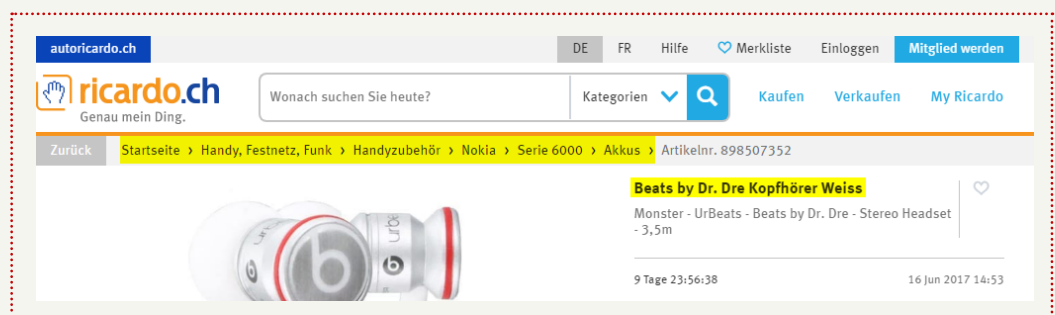 autoricardo.ch DE FR Hilfe Merkliste Einloggen Mitglied werden
ricardo.ch Wonach suchen Sie heute? Kategorien Kaufen Verkaufen My Ricardo
Genau mein Ding.
Zurück Startseite › Handy, Festnetz, Funk › Handyzubehör › Nokia › Serie 6000 › Akkus › Artikelnr. 898507352
Beats by Dr. Dre Kopfhörer Weiss
Monster - UrBeats - Beats by Dr. Dre - Stereo Headset
- 3,5m
urbeats
9 Tage 23:56:38 16 Jun 2017 14:53